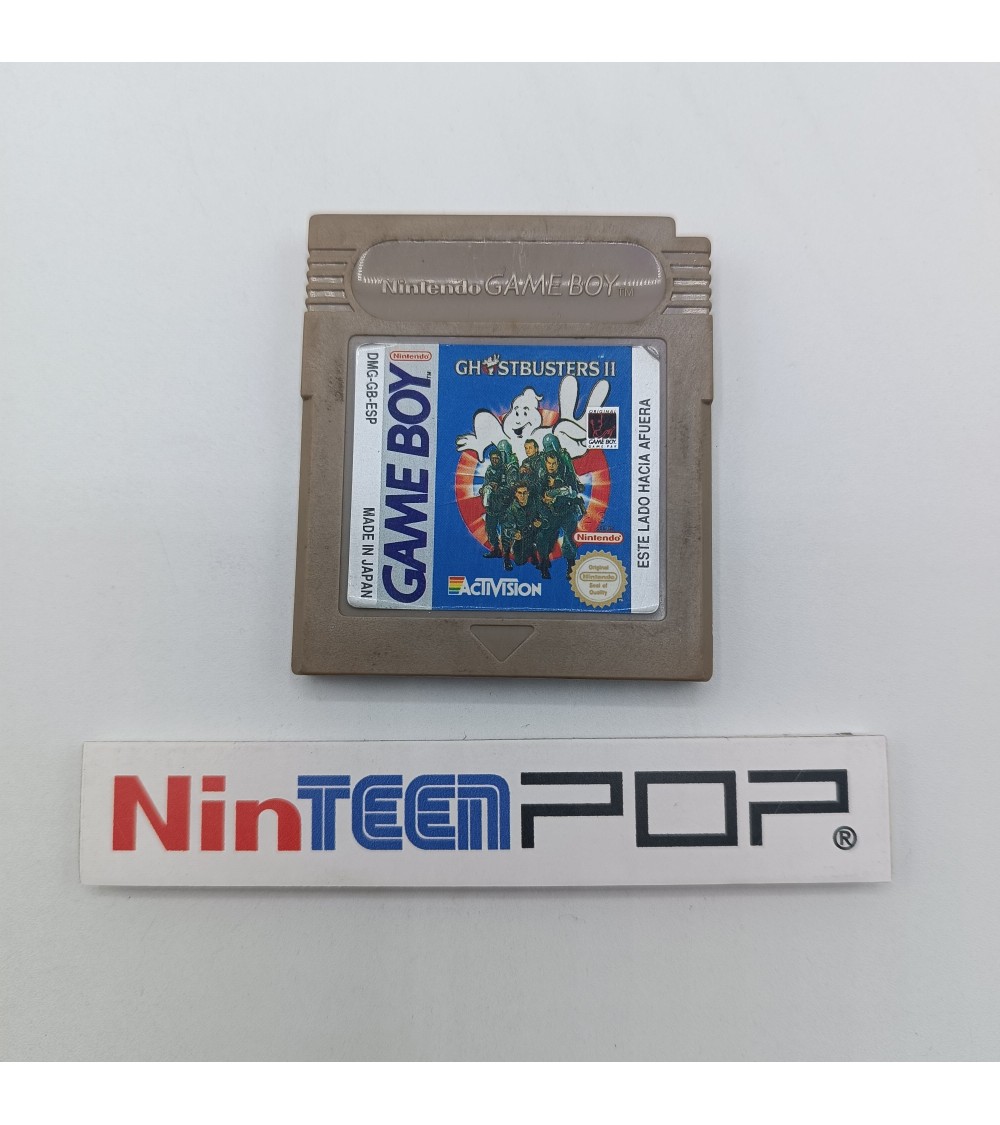 Nintendo GAME BOY TM
DMG-GB-ESP
MADE IN JAPAN
Nintendo
GAME BOY TM
GHOSTBUSTERS II
ORIGINAL
GAME BOY
ESTE LADO HACIA AFUERA
Nintendo
ACTIVISION
Original
Nintendo
Seal of
Quality
NinTEENPOP®